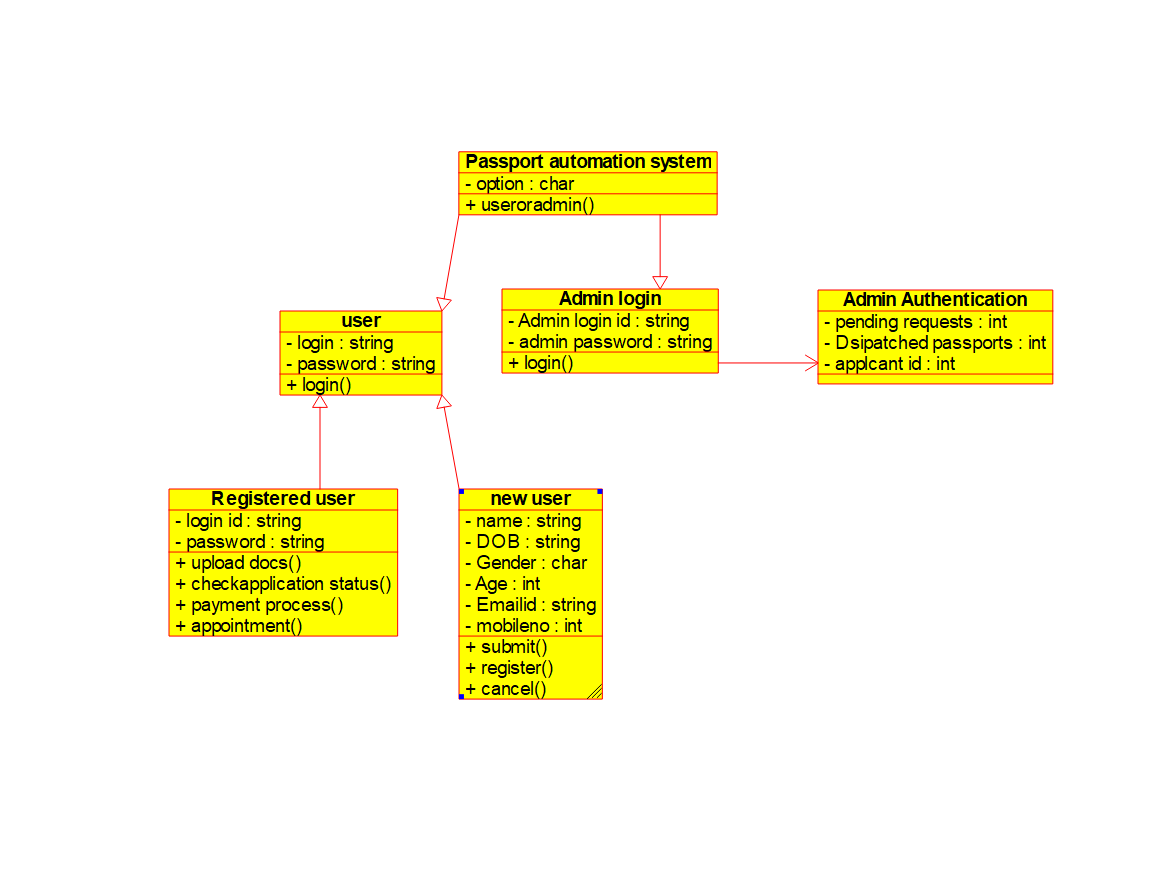 Passport automation system
- option : char
+ useroradmin()
user
- login : string
- password : string
+ login()
Admin login
- Admin login id : string
- admin password : string
+ login()
Admin Authentication
- pending requests : int
- Dsipatched passports : int
- applcant id : int
Registered user
- login id : string
- password : string
+ upload docs()
+ checkapplication status()
+ payment process()
+ appointment()
new user
- name : string
- DOB : string
- Gender : char
- Age : int
- Emailid : string
- mobileno : int
+ submit()
+ register()
+ cancel()